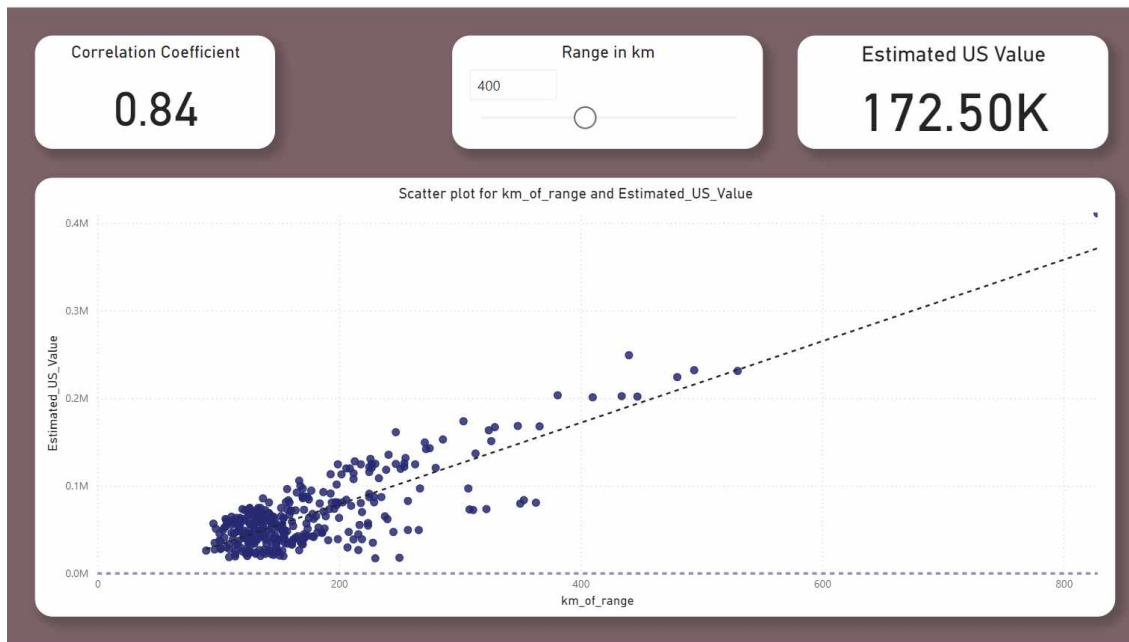 Correlation Coefficient
0.84
Range in km
400
Estimated US Value
172.50K
Scatter plot for km_of_range and Estimated_US_Value
0.4M
0.3M
0.2M
0.1M
0.0M
Estimated_US_Value
0 200 400 600 800
km_of_range